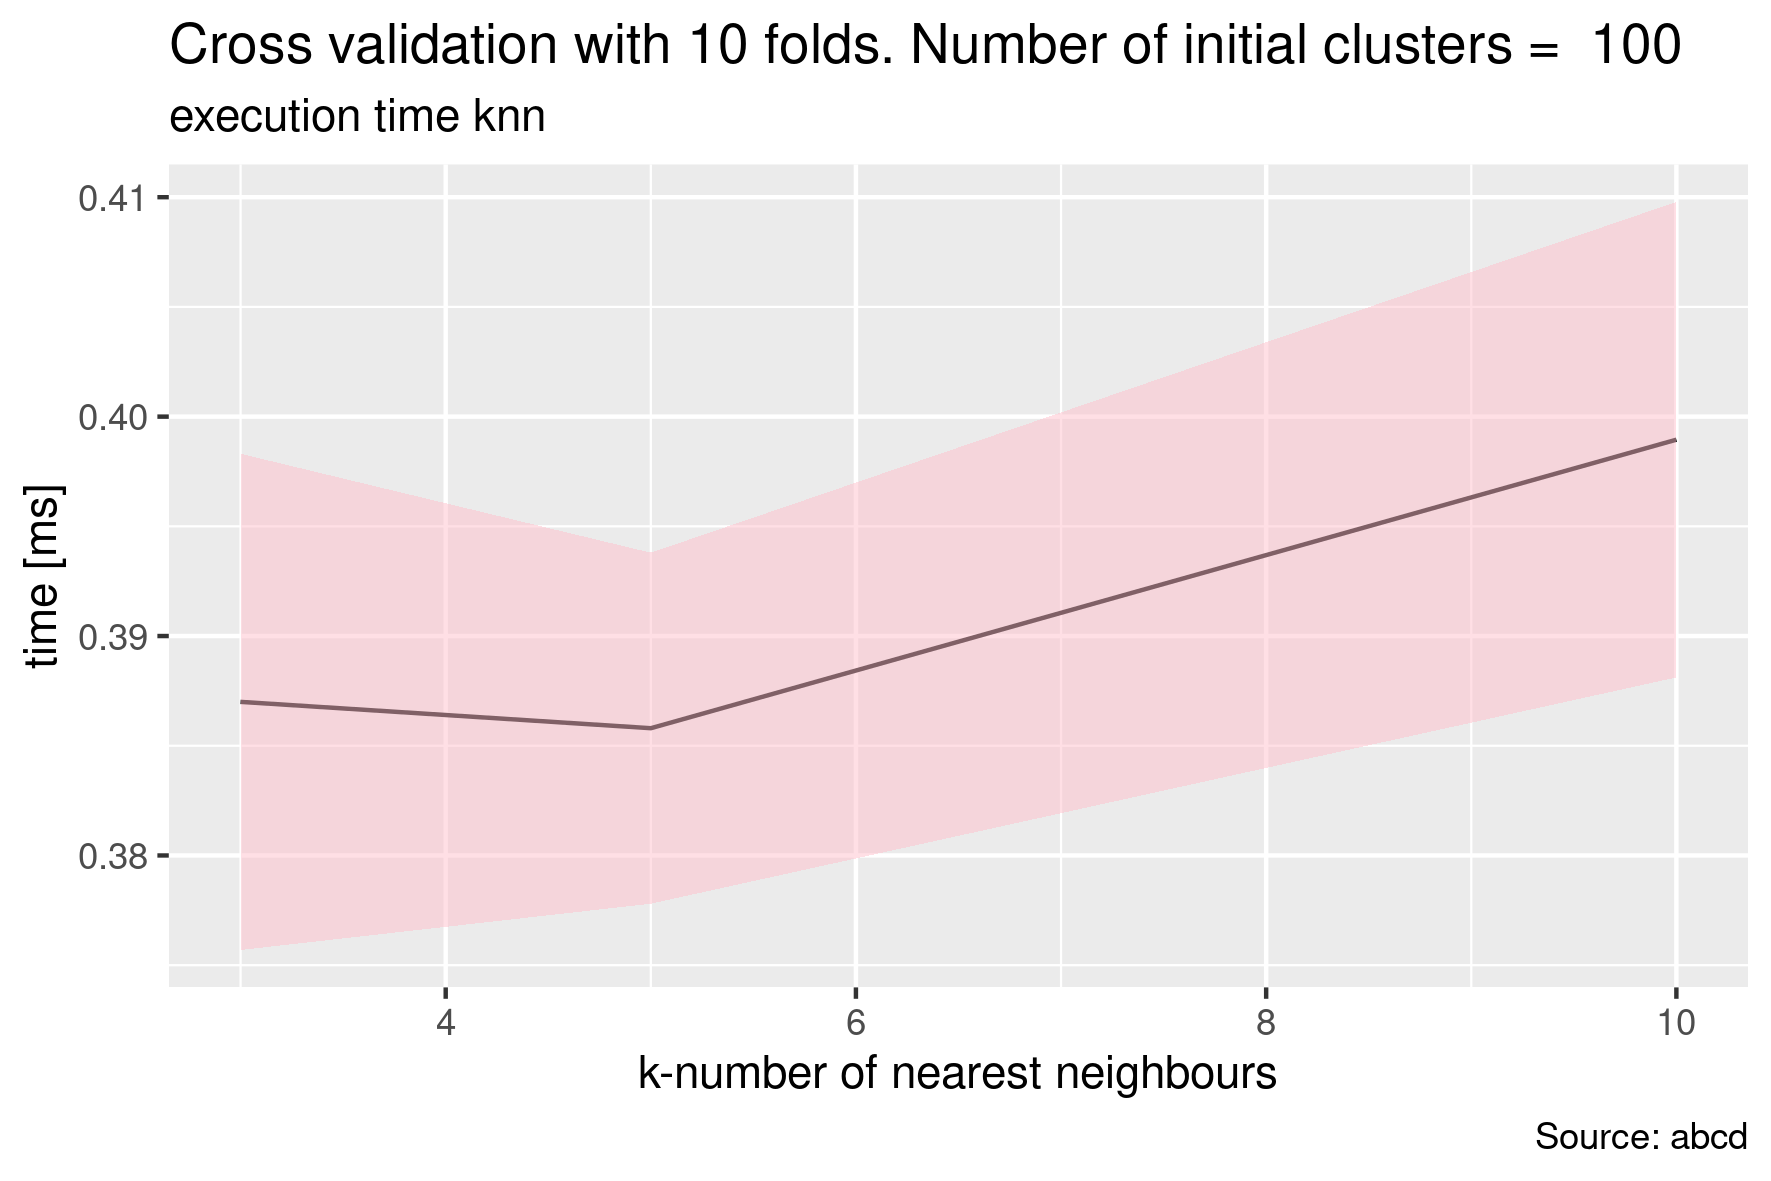 Cross validation with 10 folds. Number of initial clusters =  100
execution time knn
0.41
0.40
0.39
0.38
time [ms]
4 6 8 10
k-number of nearest neighbours
Source: abcd